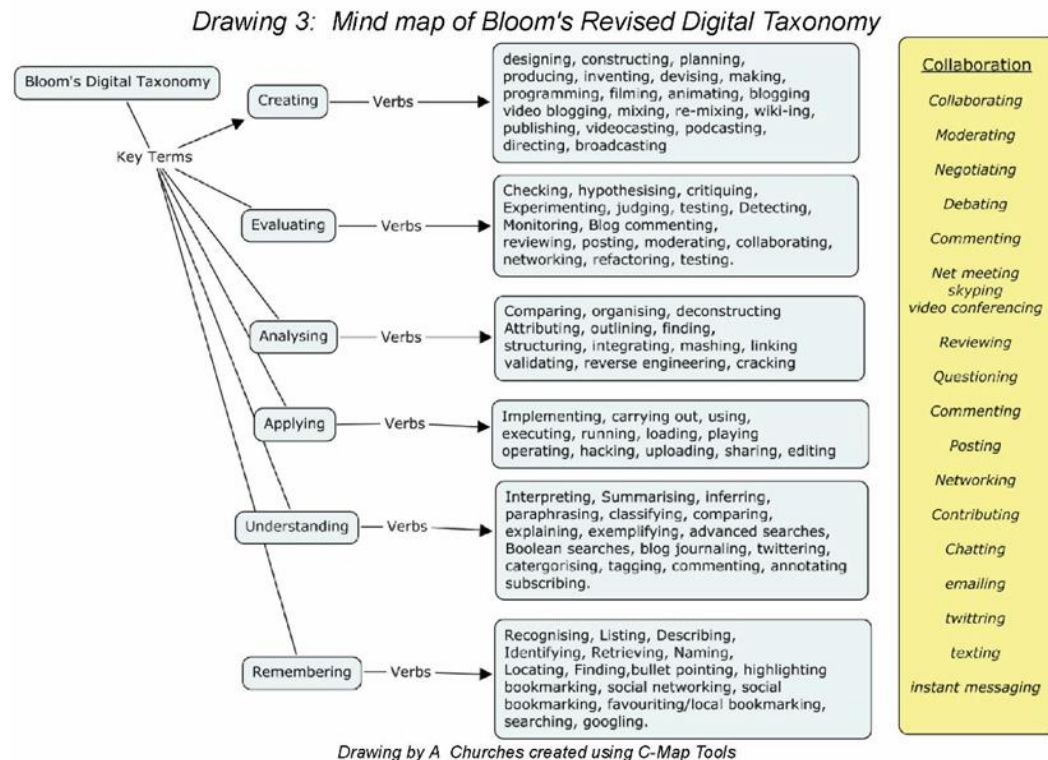 Drawing 3: Mind map of Bloom's Revised Digital Taxonomy
Bloom's Digital Taxonomy
Key Terms
Creating
Verbs
designing, constructing, planning,
producing, inventing, devising, making,
programming, filming, animating, blogging
video blogging, mixing, re-mixing, wiki-ing,
publishing, videocasting, podcasting,
directing, broadcasting
Evaluating
Verbs
Checking, hypothesising, critiquing,
Experimenting, judging, testing, Detecting,
Monitoring, Blog commenting,
reviewing, posting, moderating, collaborating,
networking, refactoring, testing.
Analysing
Verbs
Comparing, organising, deconstructing
Attributing, outlining, finding,
structuring, integrating, mashing, linking
validating, reverse engineering, cracking
Applying
Verbs
Implementing, carrying out, using,
executing, running, loading, playing
operating, hacking, uploading, sharing, editing
Understanding
Verbs
Interpreting, Summarising, inferring,
paraphrasing, classifying, comparing,
explaining, exemplifying, advanced searches,
Boolean searches, blog journaling, twittering,
catergorising, tagging, commenting, annotating
subscribing.
Remembering
Verbs
Recognising, Listing, Describing,
Identifying, Retrieving, Naming,
Locating, Finding,bullet pointing, highlighting
bookmarking, social networking, social
bookmarking, favouriting/local bookmarking,
searching, googling.
Collaboration
Collaborating
Moderating
Negotiating
Debating
Commenting
Net meeting
skyping
video conferencing
Reviewing
Questioning
Commenting
Posting
Networking
Contributing
Chatting
emailing
twittring
texting
instant messaging
Drawing by A Churches created using C-Map Tools